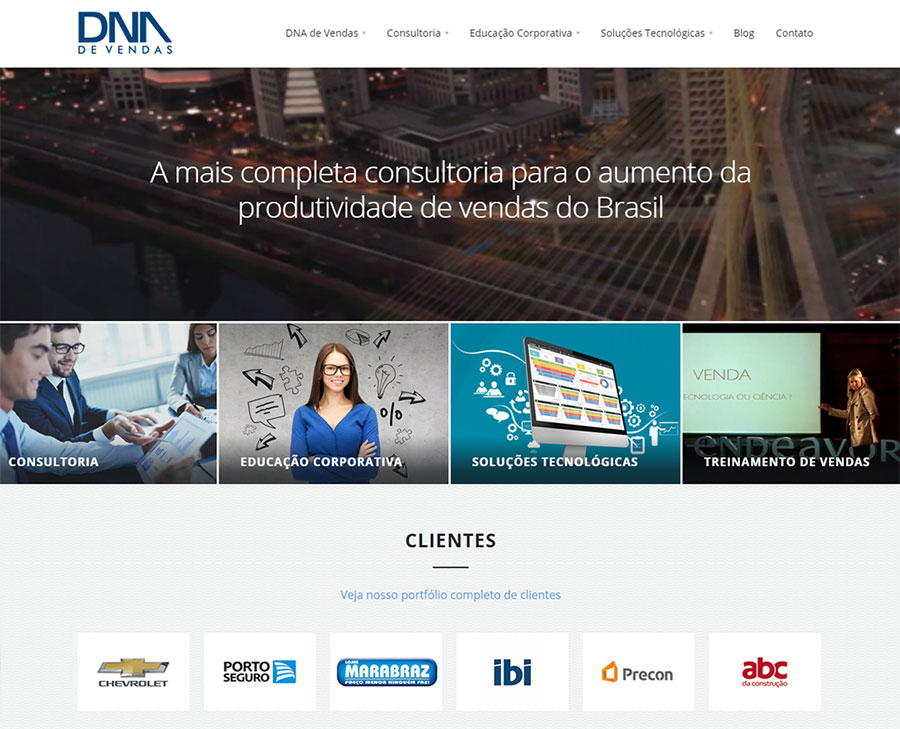 DNA
DE VENDAS
DNA de Vendas
Consultoria
Educação Corporativa
Soluções Tecnológicas
Blog
Contato
A mais completa consultoria para o aumento da
produtividade de vendas do Brasil
CONSULTORIA
EDUCAÇÃO CORPORATIVA
%
SOLUÇÕES TECNOLÓGICAS
VENDA
ECNOLOGIA OU CIÊNCIA ?
enDeavor
TREINAMENTO DE VENDAS
CLIENTES
Veja nosso portfólio completo de clientes
CHEVROLET
PORTO
SEGURO
LOJAS
MARABRAZ
PREÇO MENOR NINGUÉM FAZ!
ibi
Precon
abc
da construção